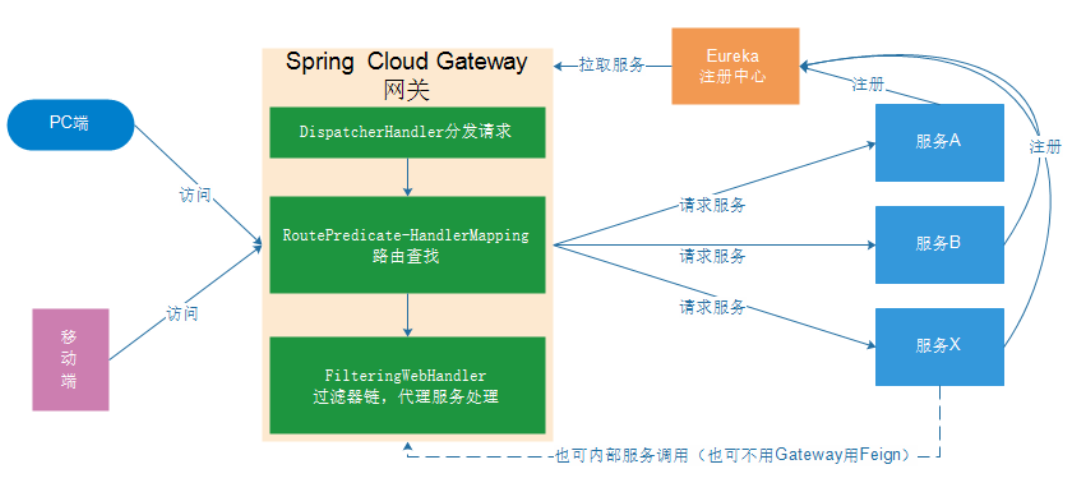 Spring Cloud Gateway
网关
DispatcherHandler分发请求
RoutePredicate-HandlerMapping
路由查找
FilteringWebHandler
过滤器链，代理服务处理
PC端
访问
移
动
端
访问
拉取服务
Eureka
注册中心
注册
注册
服务A
请求服务
服务B
请求服务
服务X
请求服务
也可内部服务调用（也可不用Gateway用Feign）